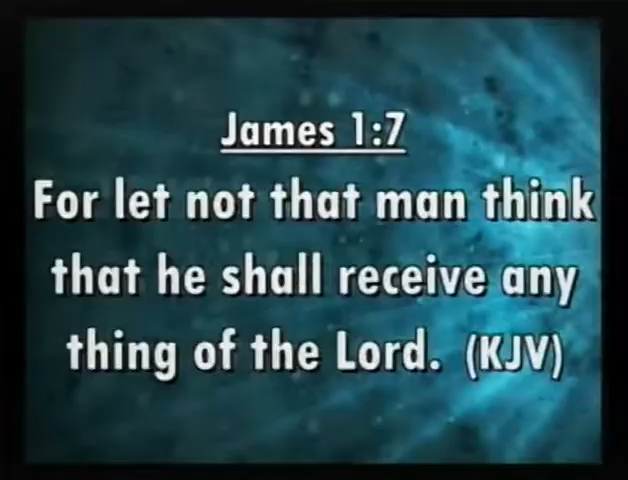 James 1:7
For let not that man think
that he shall receive any
thing of the Lord. (KJV)